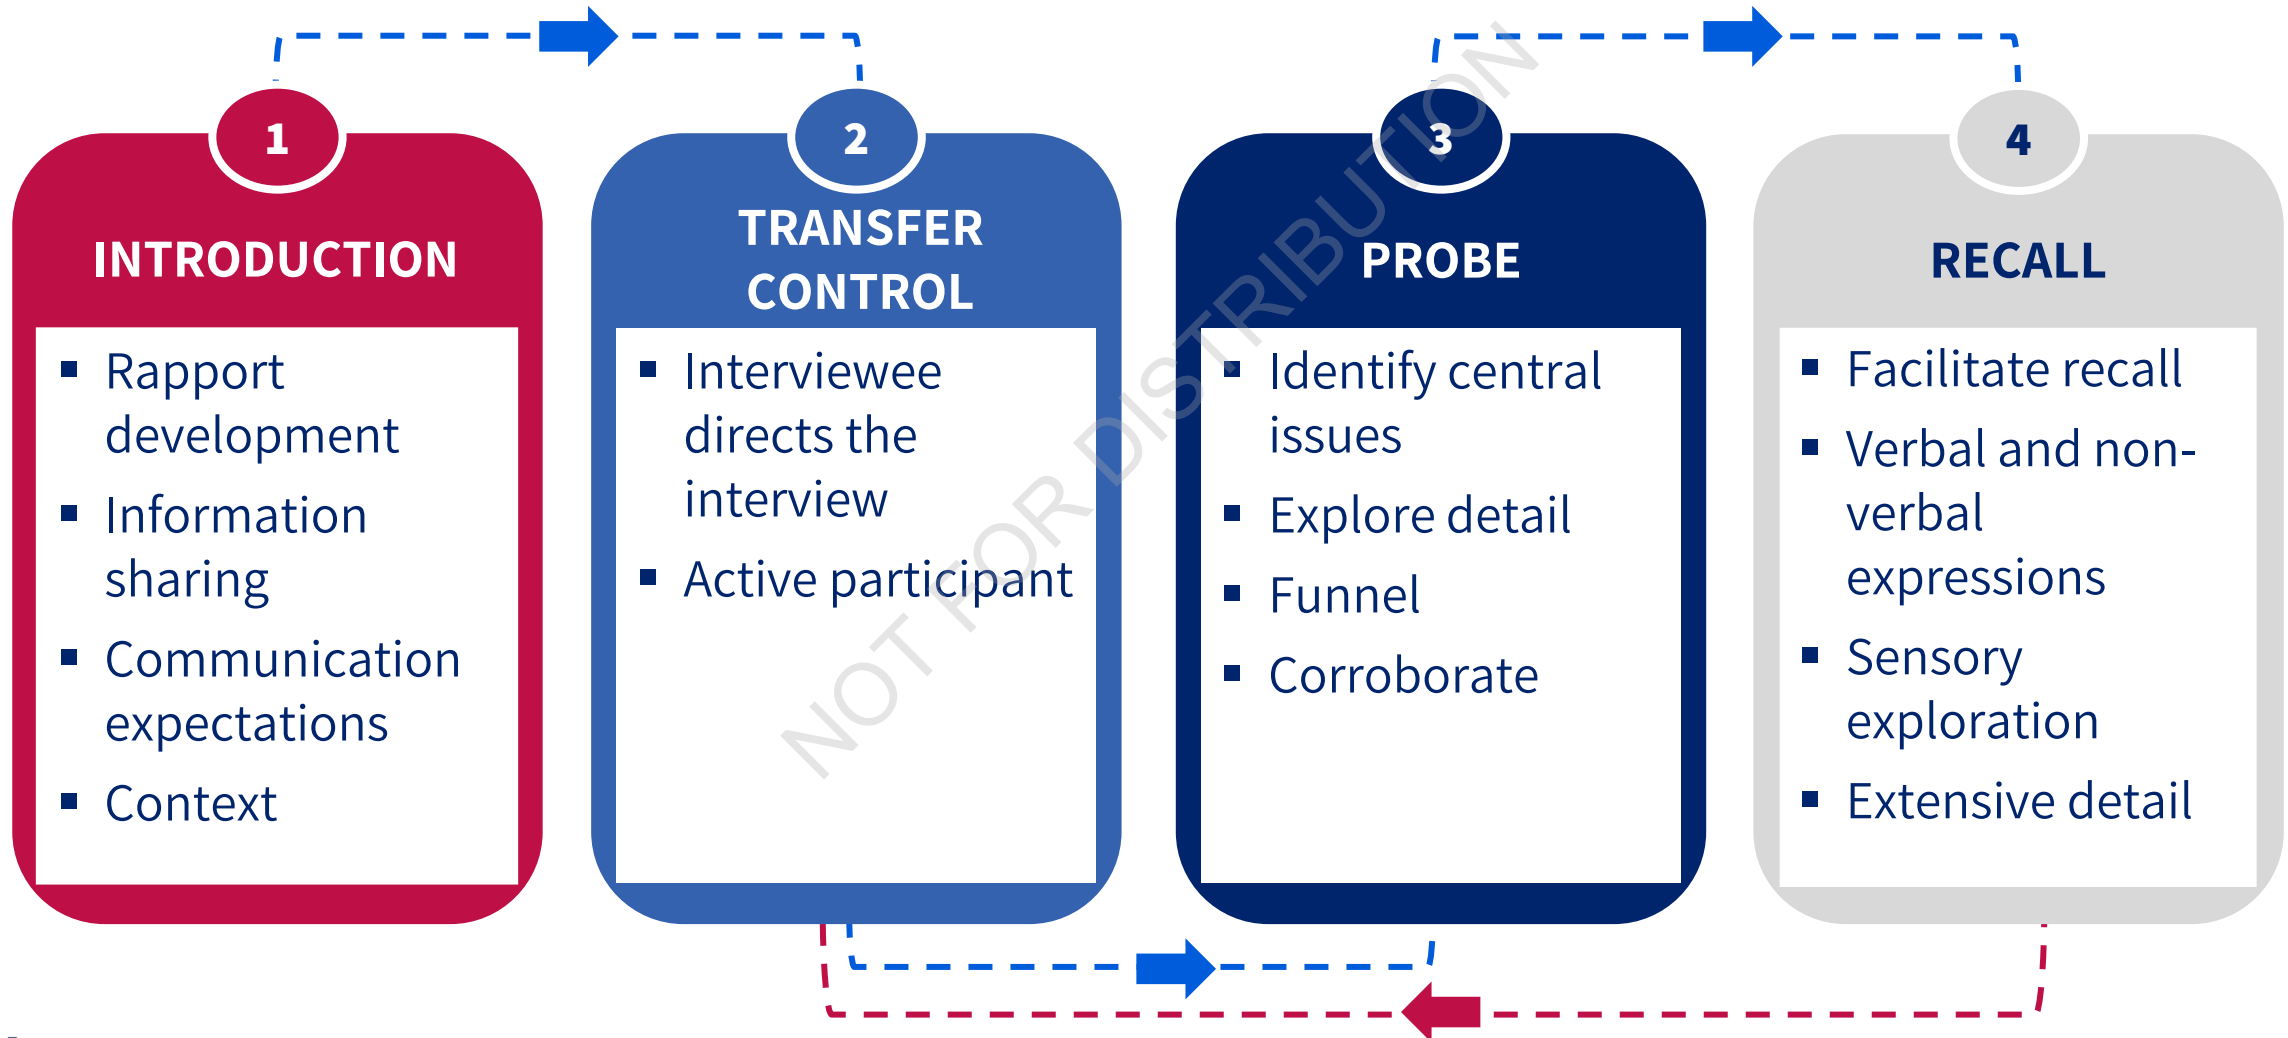 1
INTRODUCTION
▪ Rapport
development
▪ Information
sharing
▪ Communication
expectations
▪ Context
2
TRANSFER
CONTROL
▪ Interviewee
directs the
interview
▪ Active participant
3
PROBE
▪ Identify central
issues
▪ Explore detail
▪ Funnel
▪ Corroborate
4
RECALL
▪ Facilitate recall
▪ Verbal and non-
verbal
expressions
▪ Sensory
exploration
▪ Extensive detail
NOT FOR DISTRIBUTION